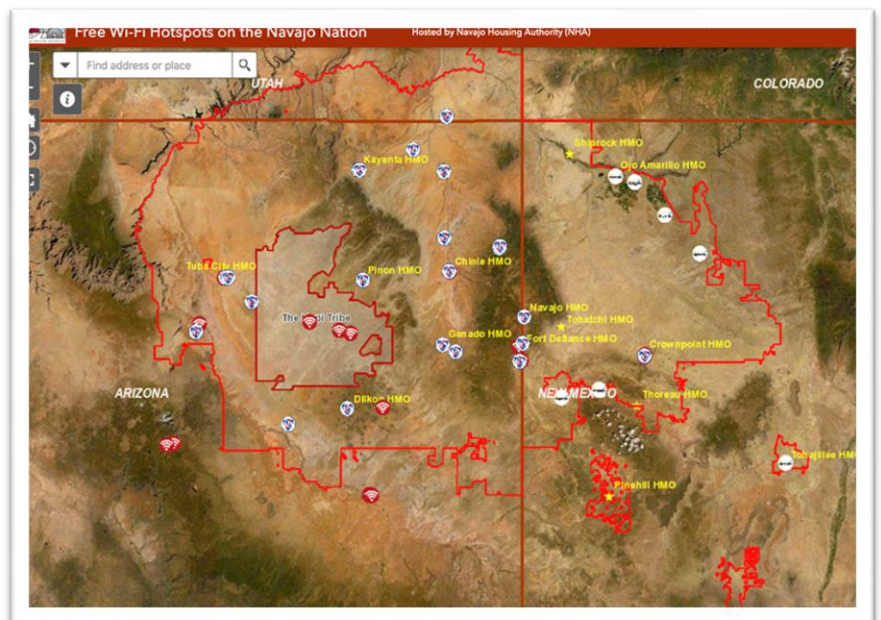 Free Wi-Fi Hotspots on the Navajo Nation
Hosted by Navajo Housing Authority (NHA)
Find address or place
UTAH
COLORADO
Shiprock HMO
Kayenta HMO
Ojo Amarillo HMO
Tuba City HMO
Pinon HMO
Chinle HMO
Navajo HMO
The Tribe
Tohatchi HMO
Ganado HMO
Fort Defiance HMO
Crownpoint HMO
ARIZONA
NEW MEXICO
Thoreau HMO
Dilkon HMO
Tohajiilee HM
Pinehill HMO